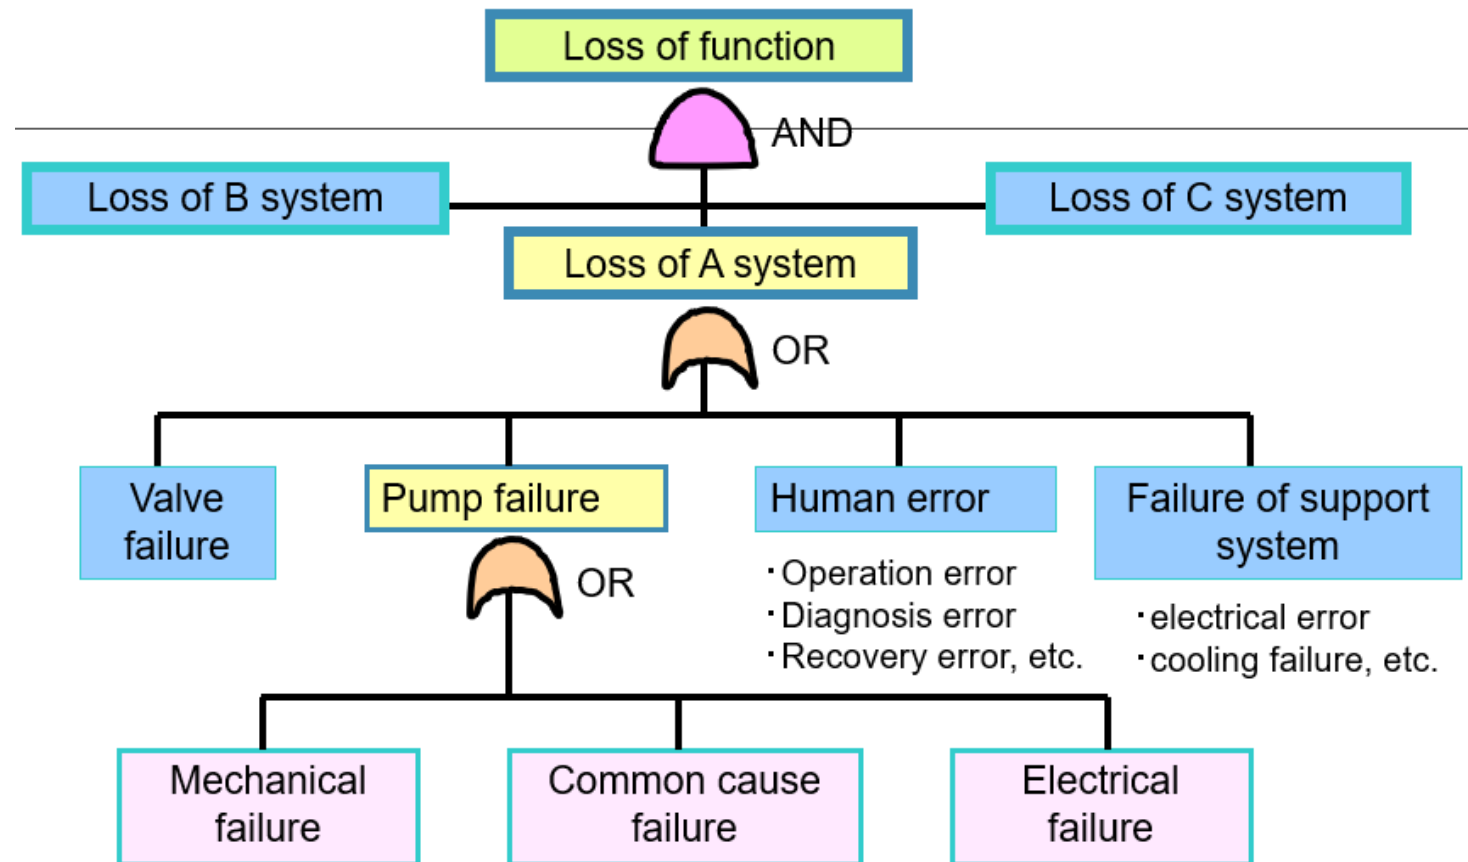 Loss of function
AND
Loss of B system
Loss of C system
Loss of A system
OR
Valve
failure
Pump failure
Human error
Failure of support
system
OR
・Operation error
・Diagnosis error
・Recovery error, etc.
・electrical error
・cooling failure, etc.
Mechanical
failure
Common cause
failure
Electrical
failure